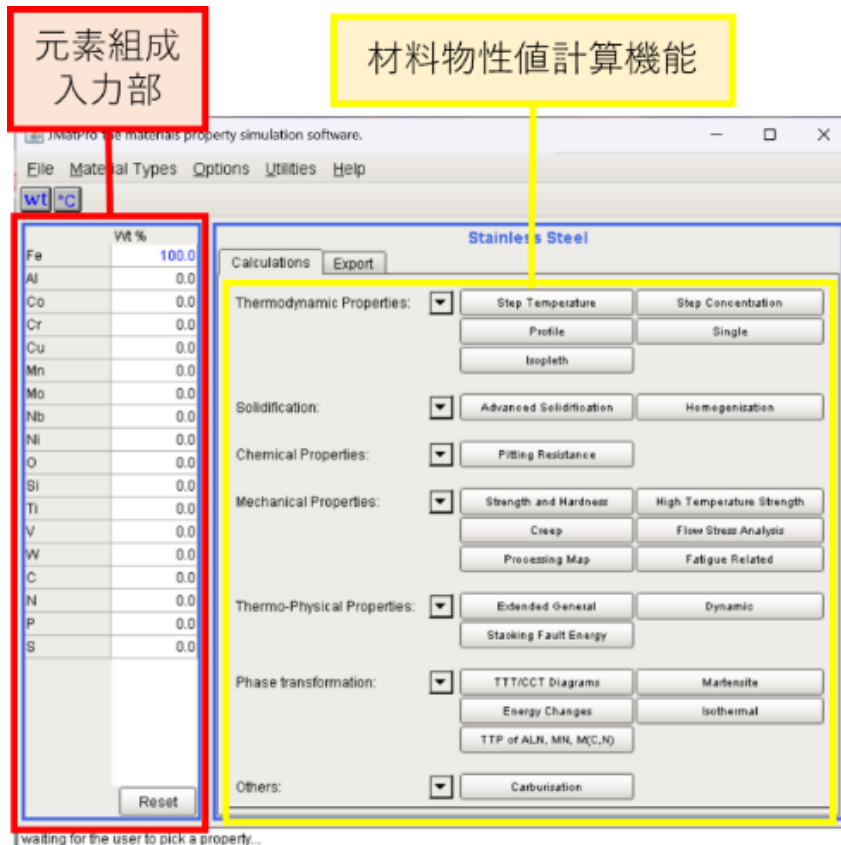 元素組成
入力部
材料物性値計算機能
JMatPro the materials property simulation software.
File Material Types Options Utilities Help
wt °C
Wt %
Stainless Steel
Fe 100.0
Calculations Export
Al 0.0
Co 0.0
Cr 0.0
Cu 0.0
Mn 0.0
Mo 0.0
Nb 0.0
Ni 0.0
O 0.0
Si 0.0
Ti 0.0
V 0.0
W 0.0
C 0.0
N 0.0
P 0.0
S 0.0
Reset
Thermodynamic Properties: Step Temperature Step Concentration
Profile Single
Isopleth
Solidification: Advanced Solidification Homogenisation
Chemical Properties: Pitting Resistance
Mechanical Properties: Strength and Hardness High Temperature Strength
Creep Flow Stress Analysis
Processing Map Fatigue Related
Thermo-Physical Properties: Extended General Dynamic
Stacking Fault Energy
Phase transformation: TTT/CCT Diagrams Martensite
Energy Changes Isothermal
TTP of ALN, MN, M(C,N)
Others: Carburisation
waiting for the user to pick a property...